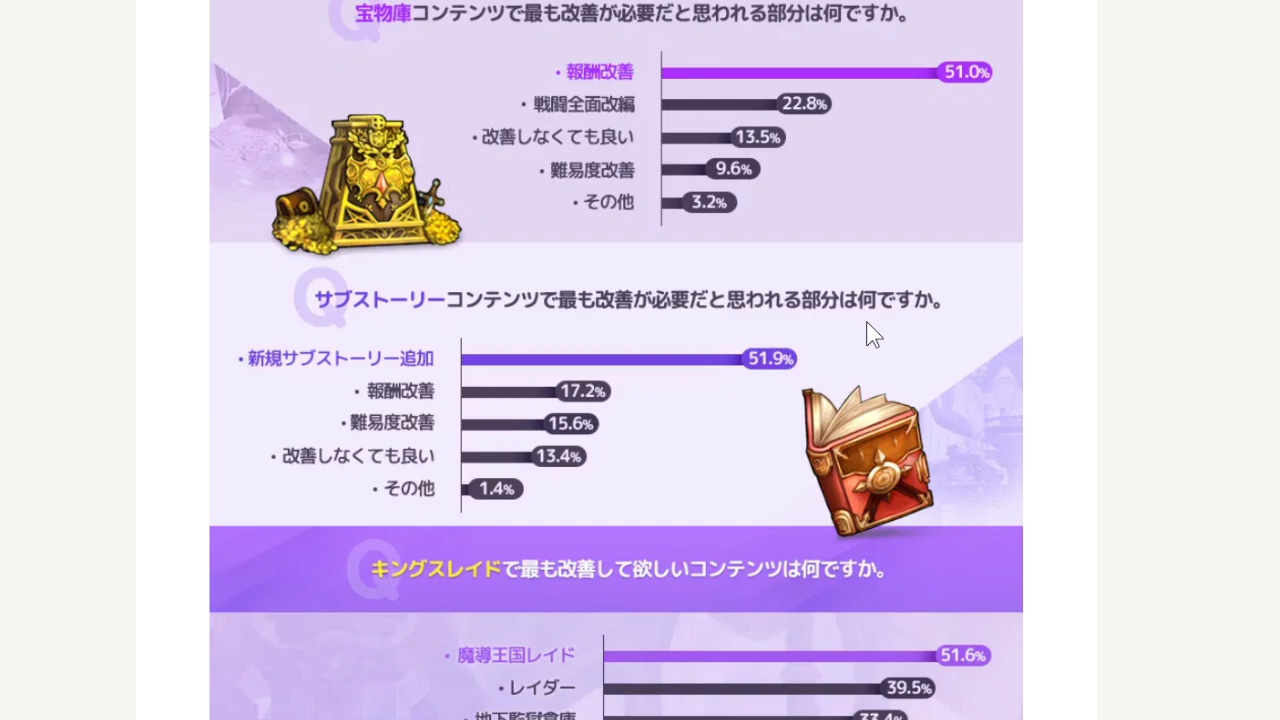 宝物庫コンテンツで最も改善が必要だと思われる部分は何ですか。
・報酬改善 51.0%
・戦闘全面改編 22.8%
・改善しなくても良い 13.5%
・難易度改善 9.6%
・その他 3.2%
サブストーリーコンテンツで最も改善が必要だと思われる部分は何ですか。
・新規サブストーリー追加 51.9%
・報酬改善 17.2%
・難易度改善 15.6%
・改善しなくても良い 13.4%
・その他 1.4%
キングスレイドで最も改善して欲しいコンテンツは何ですか。
・魔導王国レイド 51.6%
・レイダー 39.5%
・地下監獄倉庫 33.4%